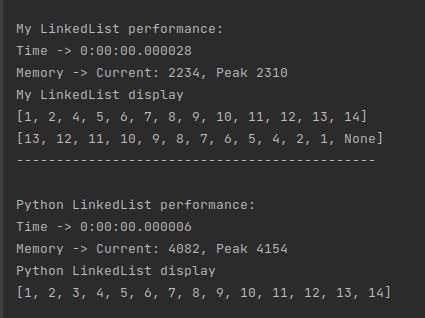 My LinkedList performance:
Time -> 0:00:00.000028
Memory -> Current: 2234, Peak 2310
My LinkedList display
[1, 2, 4, 5, 6, 7, 8, 9, 10, 11, 12, 13, 14]
[13, 12, 11, 10, 9, 8, 7, 6, 5, 4, 2, 1, None]
---------------------------------------------
Python LinkedList performance:
Time -> 0:00:00.000006
Memory -> Current: 4082, Peak 4154
Python LinkedList display
[1, 2, 3, 4, 5, 6, 7, 8, 9, 10, 11, 12, 13, 14]